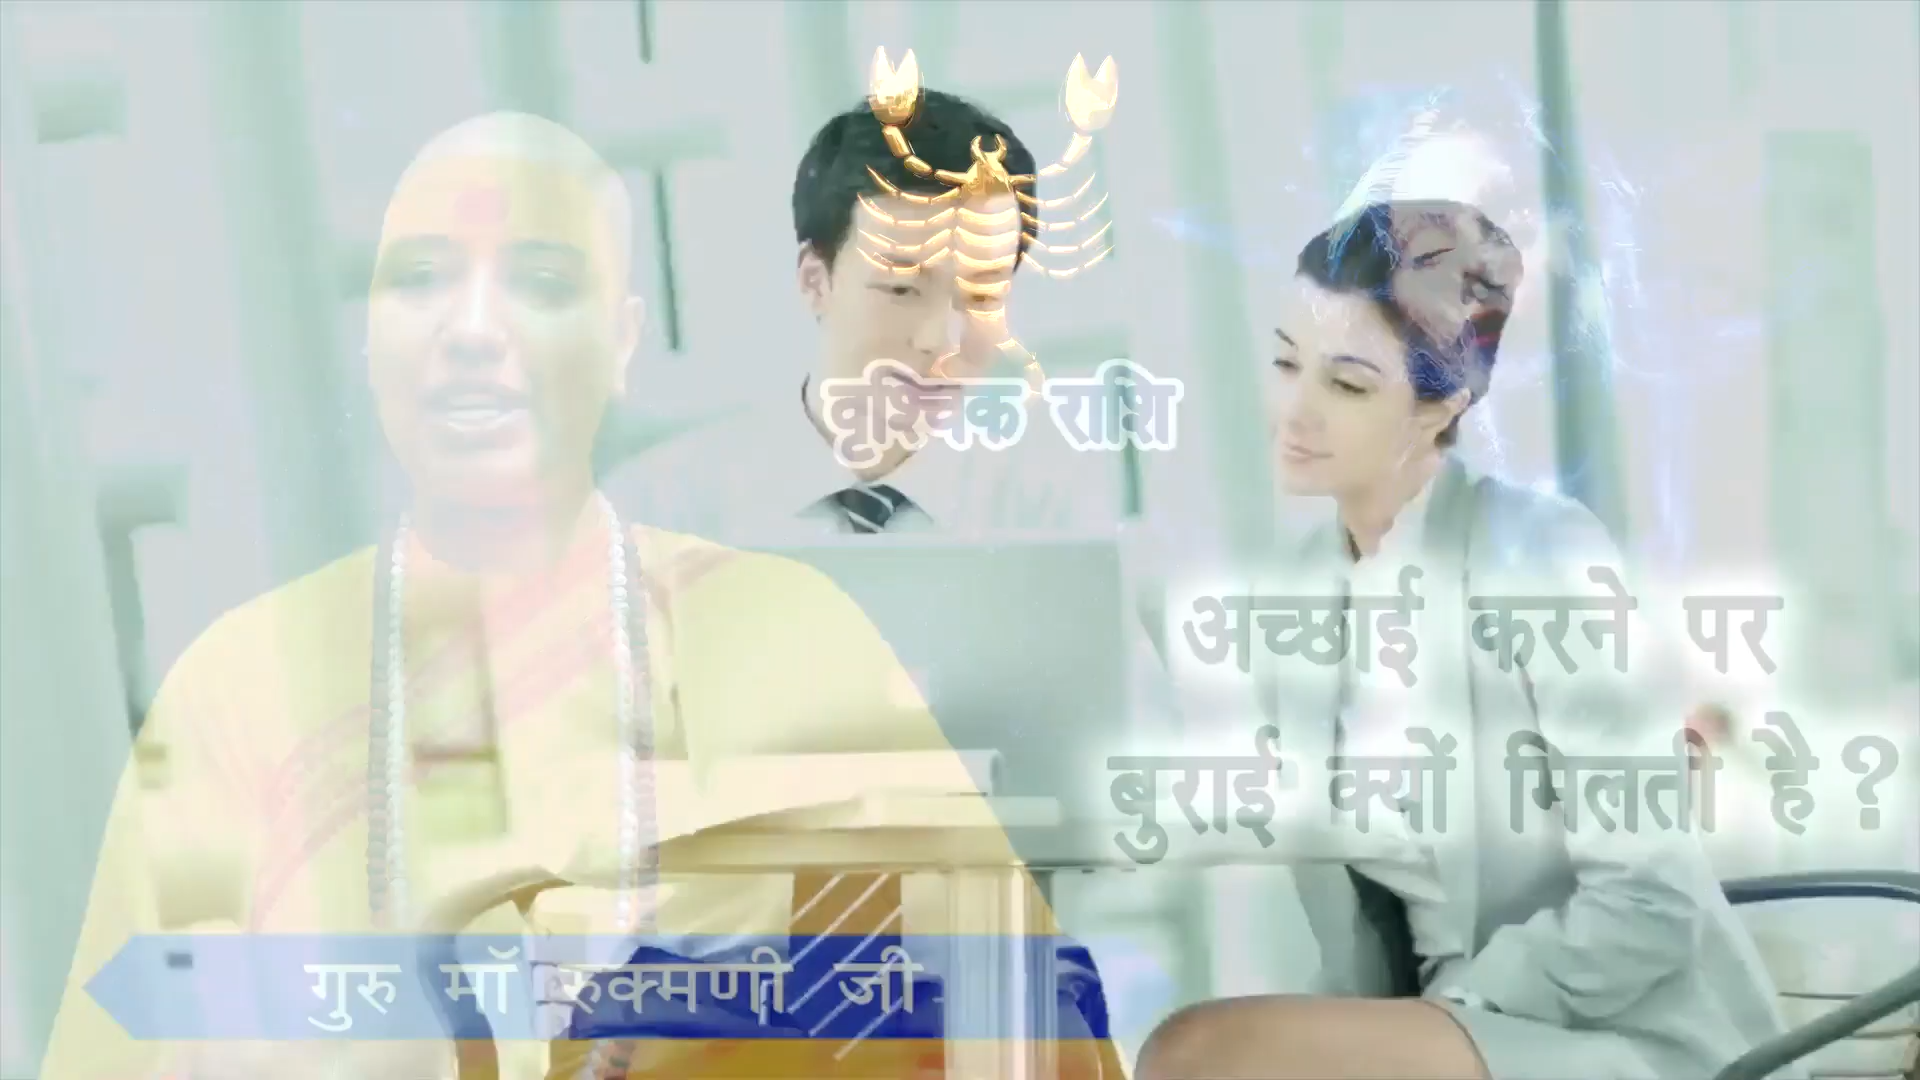 वृश्चिक राशि
अच्छाई करने पर
बुराई क्यों मिलती है ?
गुरु मॉ रुक्मणी जी